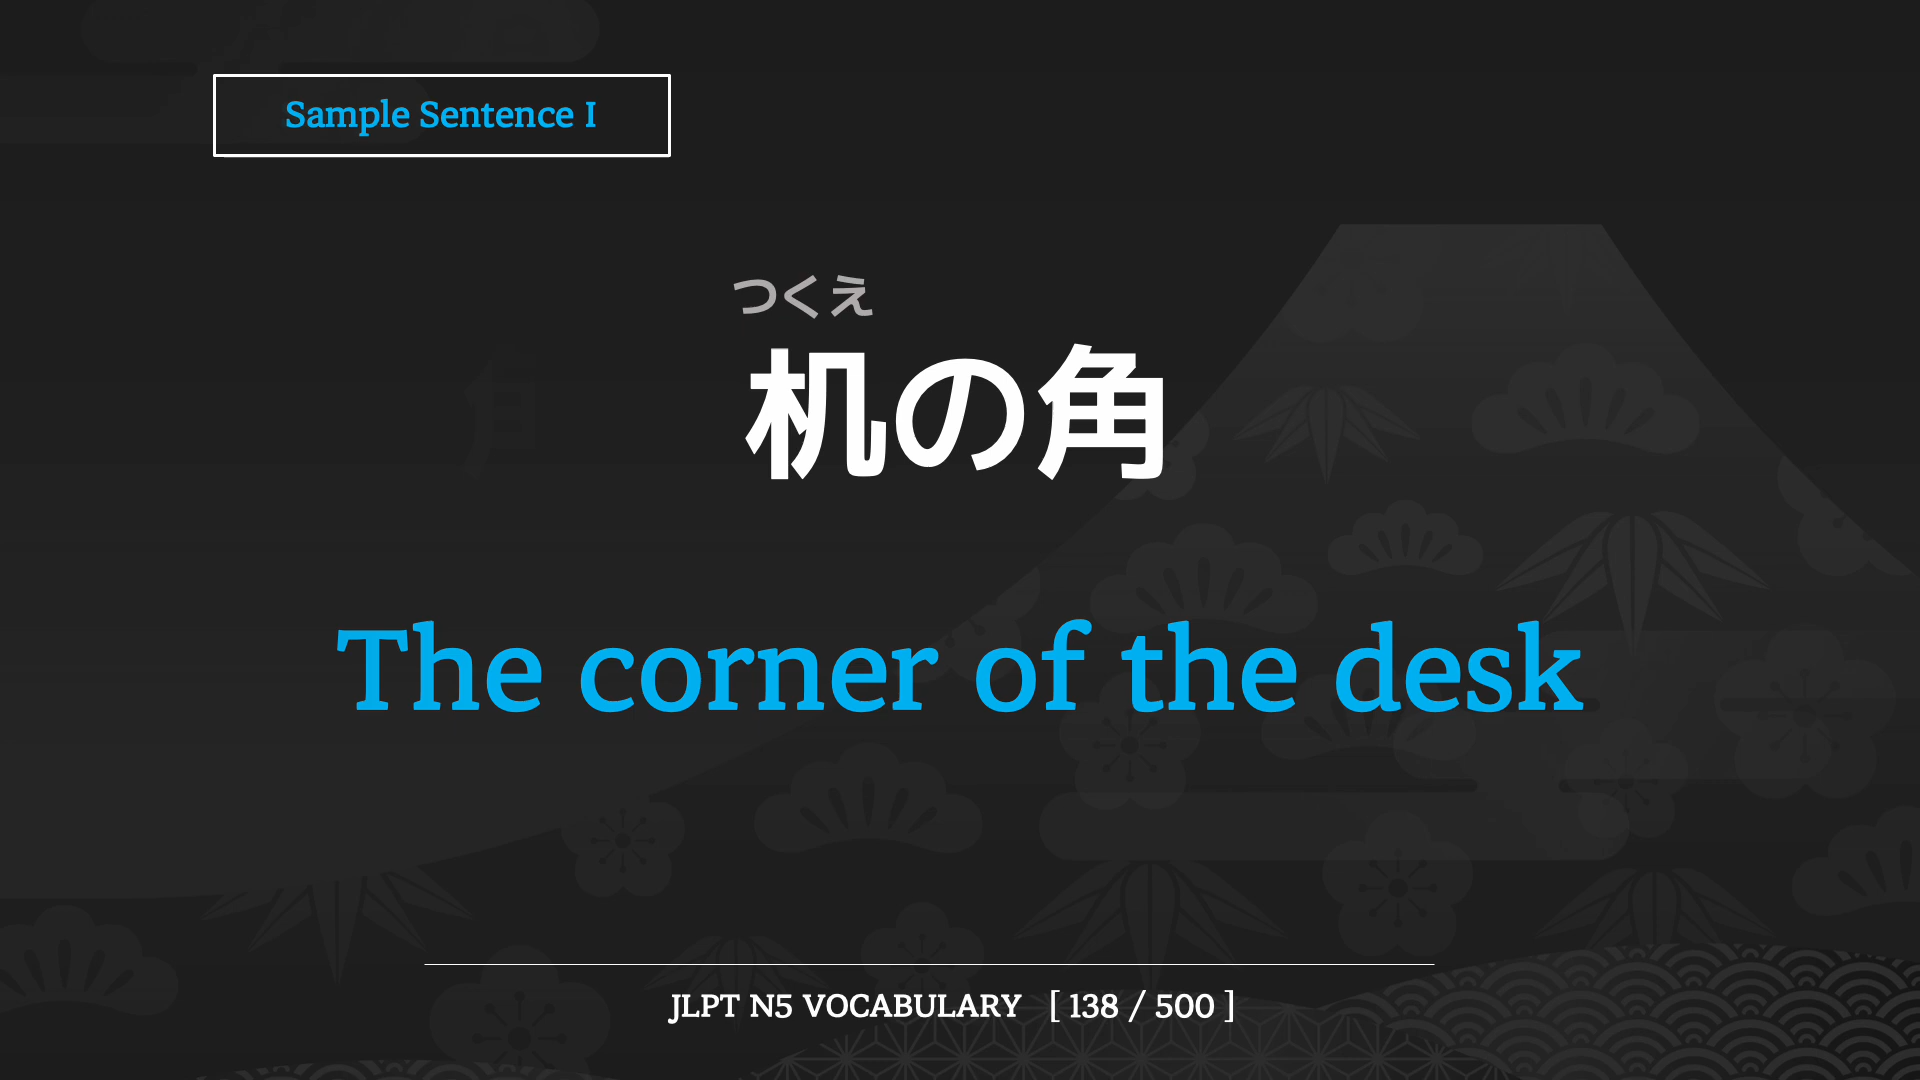 Sample Sentence I
つくえ
机の角
The corner of the desk
JLPT N5 VOCABULARY [ 138 / 500 ]